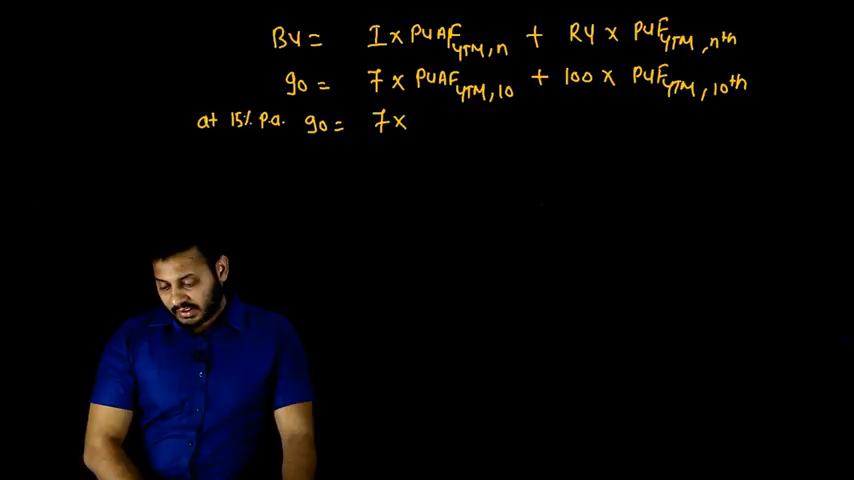 BV = I x PVAF YTM,n + RV x PVF YTM,nth
90 = 7 x PVAF YTM,10 + 100 x PVF YTM,10th
at 15% p.a. 90 = 7x